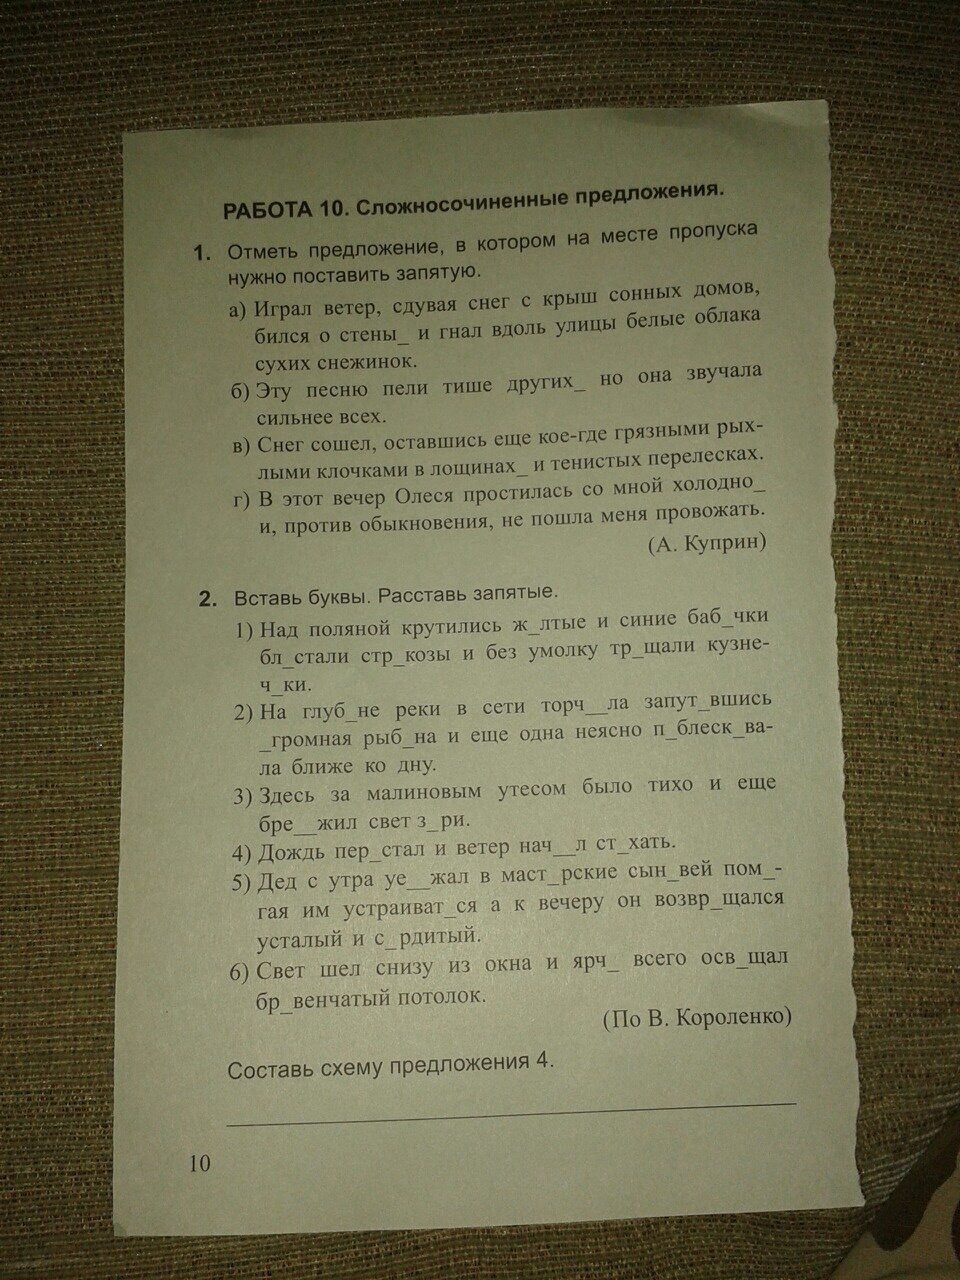 РАБОТА 10. Сложносочиненные предложения.
1. Отметь предложение, в котором на месте пропуска
нужно поставить запятую.
а) Играл ветер, сдувая снег с крыш сонных домов,
бился о стены_ и гнал вдоль улицы белые облака
сухих снежинок.
б) Эту песню пели тише других_ но она звучала
сильнее всех.
в) Снег сошел, оставшись еще кое-где грязными рых-
лыми клочками в лощинах_ и тенистых перелесках.
г) В этот вечер Олеся простилась со мной холодно_
и, против обыкновения, не пошла меня провожать.
(А. Куприн)
2. Вставь буквы. Расставь запятые.
1) Над поляной крутились ж_лтые и синие баб_чки
бл_стали стр_козы и без умолку тр_щали кузне-
ч_ки.
2) На глуб_не реки в сети торч__ла запут_вшись
_громная рыб_на и еще одна неясно п_блеск_ва-
ла ближе ко дну.
3) Здесь за малиновым утесом было тихо и еще
бре__жил свет з_ри.
4) Дождь пер_стал и ветер нач__л ст_хать.
5) Дед с утра уе__жал в маст_рские сын_вей пом_-
гая им устраиват_ся а к вечеру он возвр_щался
усталый и с_рдитый.
6) Свет шел снизу из окна и ярч_ всего осв_щал
бр_венчатый потолок.
(По В. Короленко)
Составь схему предложения 4.
10